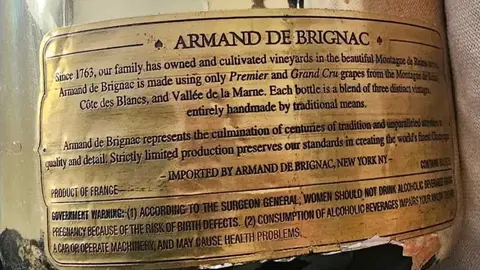 ARMAND DE BRIGNAC
Since 1763, our family has owned and cultivated vineyards in the beautiful Montagne de Reims
Armand de Brignac is made using only Premier and Grand Cru grapes from the Montagne de Reims,
Côte des Blancs, and Vallée de la Marne. Each bottle is a blend of three distinct vintages,
entirely handmade by traditional means.
Armand de Brignac represents the culmination of centuries of tradition and unparalleled attention to
quality and detail. Strictly limited production preserves our standards in creating the world's finest
- IMPORTED BY ARMAND DE BRIGNAC, NEW YORK NY -
PRODUCT OF FRANCE
GOVERNMENT WARNING: (1) ACCORDING TO THE SURGEON GENERAL, WOMEN SHOULD NOT DRINK ALCOHOLIC BEVERAGES DURING
PREGNANCY BECAUSE OF THE RISK OF BIRTH DEFECTS. (2) CONSUMPTION OF ALCOHOLIC BEVERAGES IMPAIRS YOUR ABILITY TO DRIVE
A CAR OR OPERATE MACHINERY, AND MAY CAUSE HEALTH PROBLEMS.